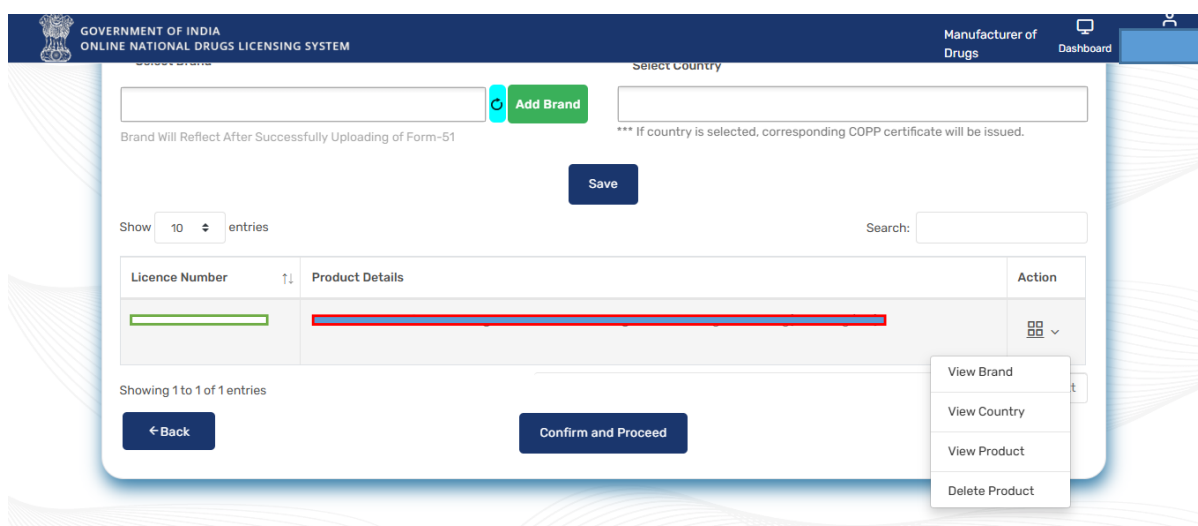 GOVERNMENT OF INDIA
ONLINE NATIONAL DRUGS LICENSING SYSTEM
Manufacturer of
Drugs
Dashboard
Select Brand
Select Country
Add Brand
Brand Will Reflect After Successfully Uploading of Form-51
*** If country is selected, corresponding COPP certificate will be issued.
Save
Show 10 entries
Search:
Licence Number
Product Details
Action
View Brand
Showing 1 to 1 of 1 entries
t
View Country
Back
Confirm and Proceed
View Product
Delete Product